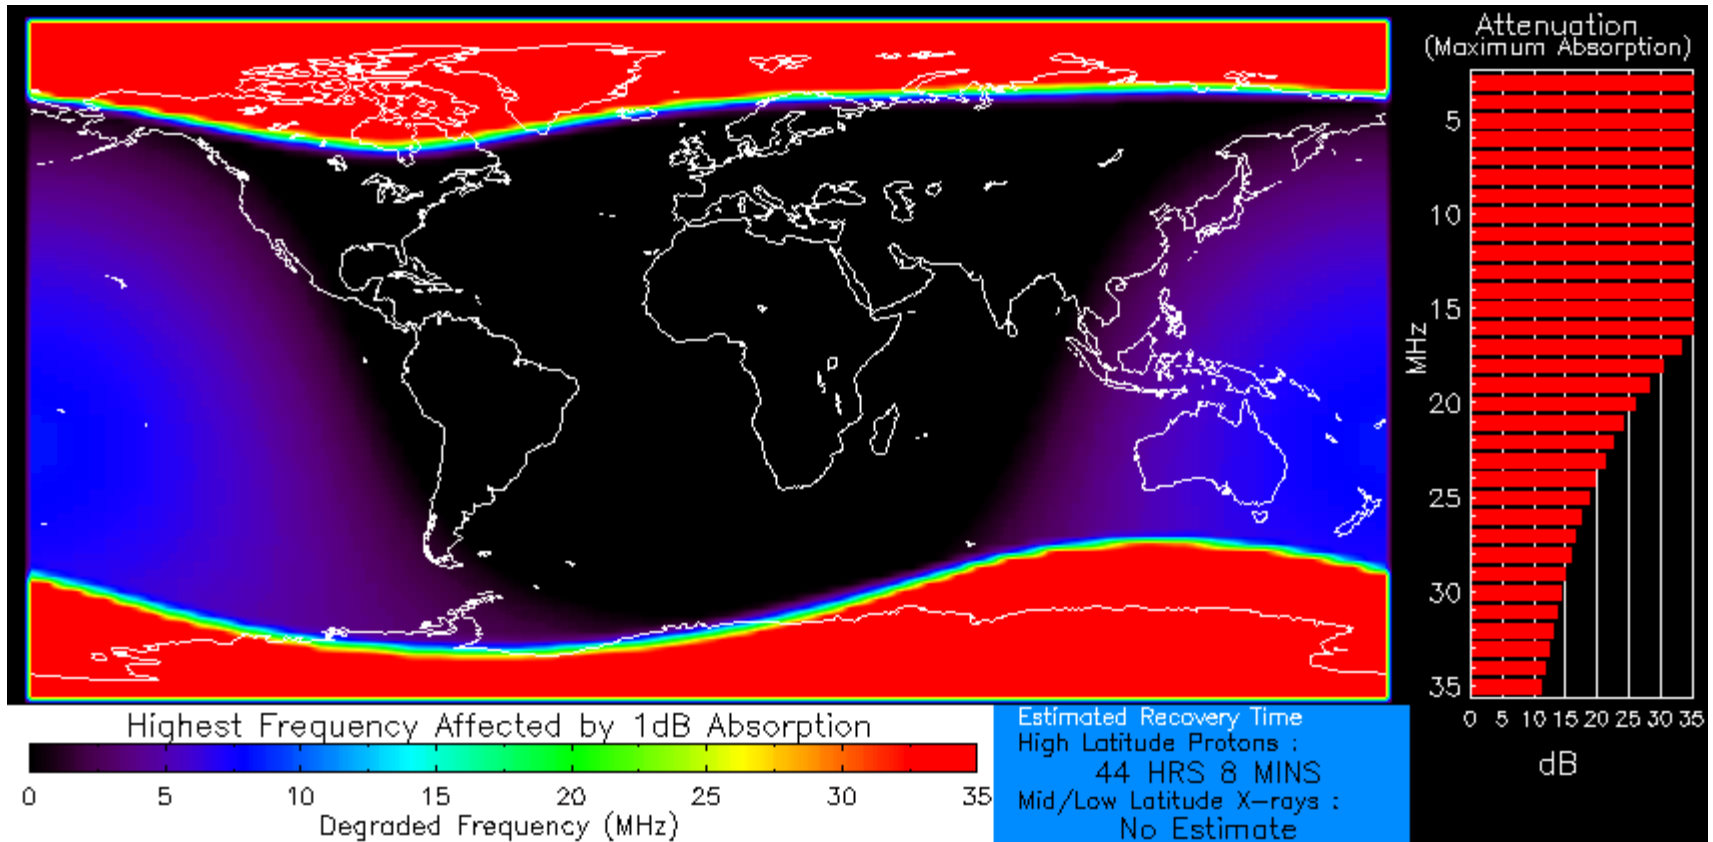 Attenuation
(Maximum Absorption)
5
10
15
20
25
30
35
MHz
0 5 10 15 20 25 30 35
dB
Highest Frequency Affected by 1dB Absorption
0 5 10 15 20 25 30 35
Degraded Frequency (MHz)
Estimated Recovery Time
High Latitude Protons :
44 HRS 8 MINS
Mid/Low Latitude X-rays :
No Estimate